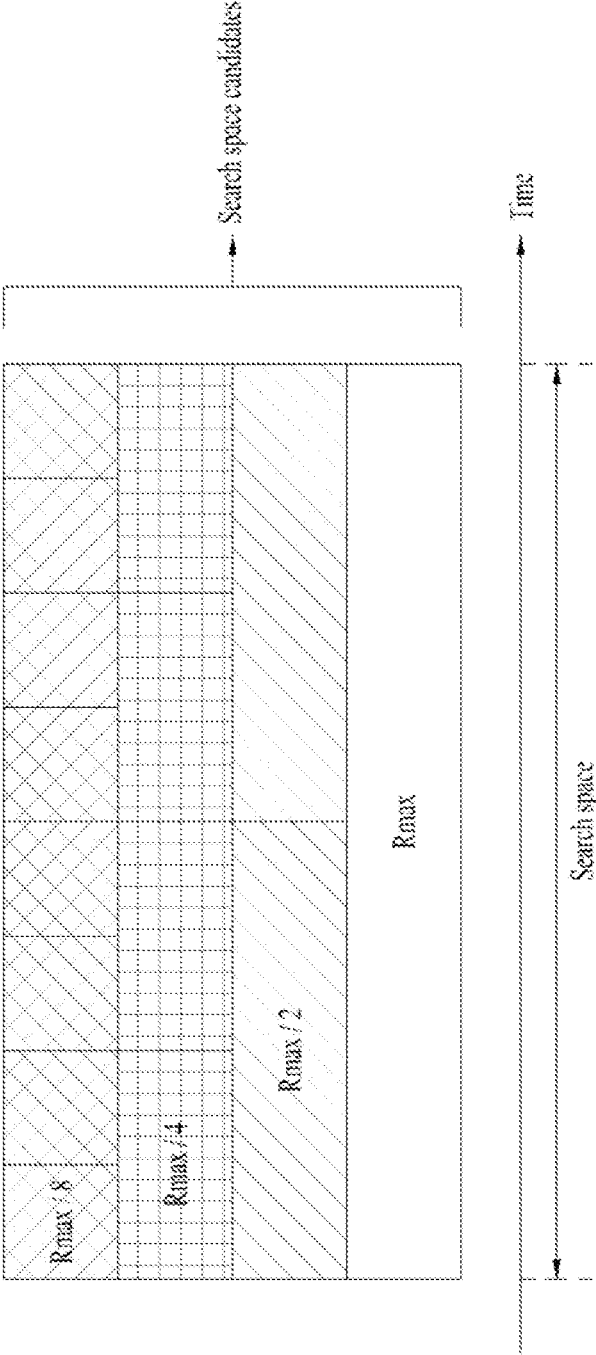 Rmax / 8
Rmax / 4
Rmax / 2
Rmax
Search space candidates
Time
Search space